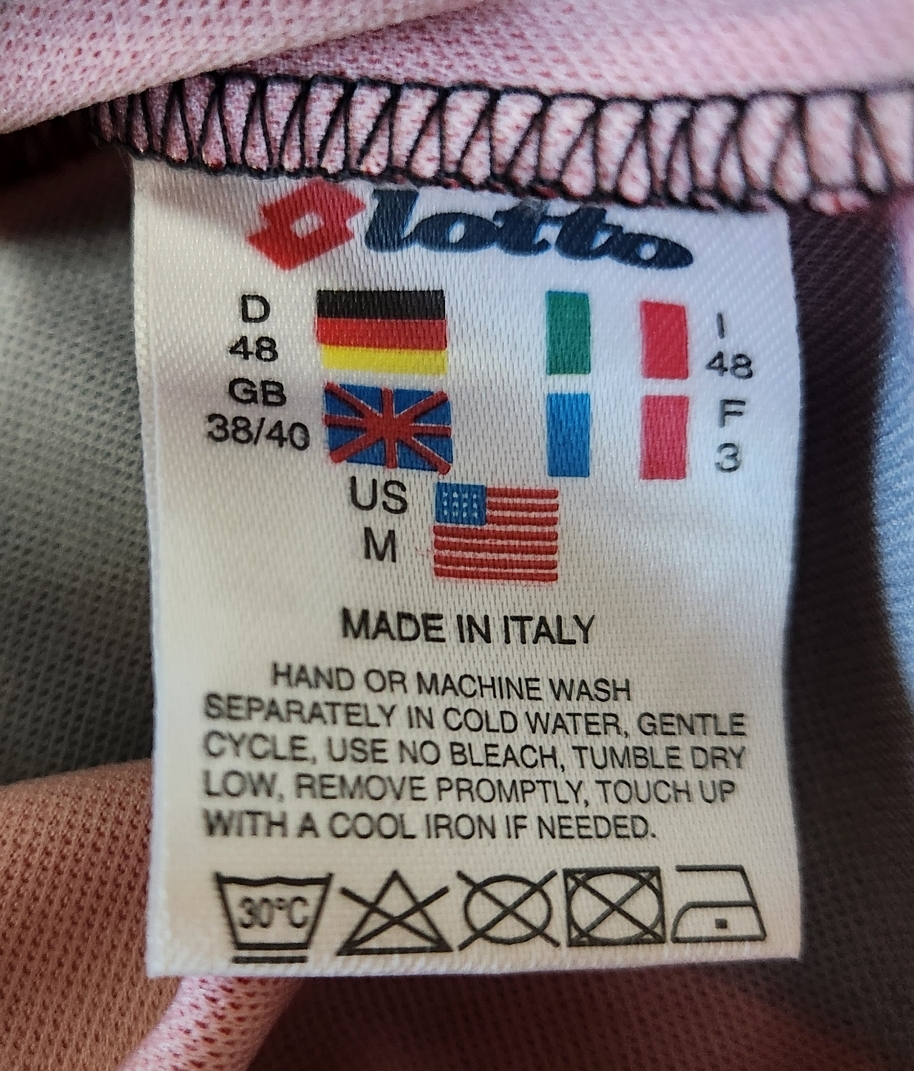 lotto
D
48
I
48
GB
38/40
F
3
US
M
MADE IN ITALY
HAND OR MACHINE WASH
SEPARATELY IN COLD WATER, GENTLE
CYCLE, USE NO BLEACH, TUMBLE DRY
LOW, REMOVE PROMPTLY, TOUCH UP
WITH A COOL IRON IF NEEDED.
30°C